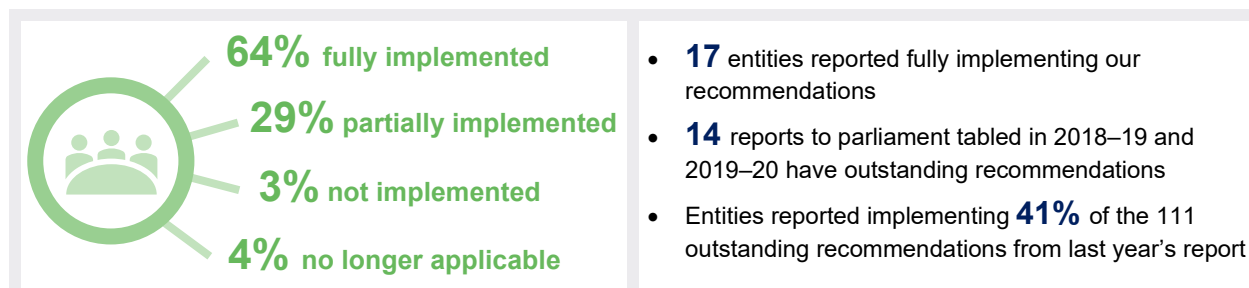 64% fully implemented
29% partially implemented
3% not implemented
4% no longer applicable
• 17 entities reported fully implementing our
recommendations
• 14 reports to parliament tabled in 2018–19 and
2019–20 have outstanding recommendations
• Entities reported implementing 41% of the 111
outstanding recommendations from last year’s report